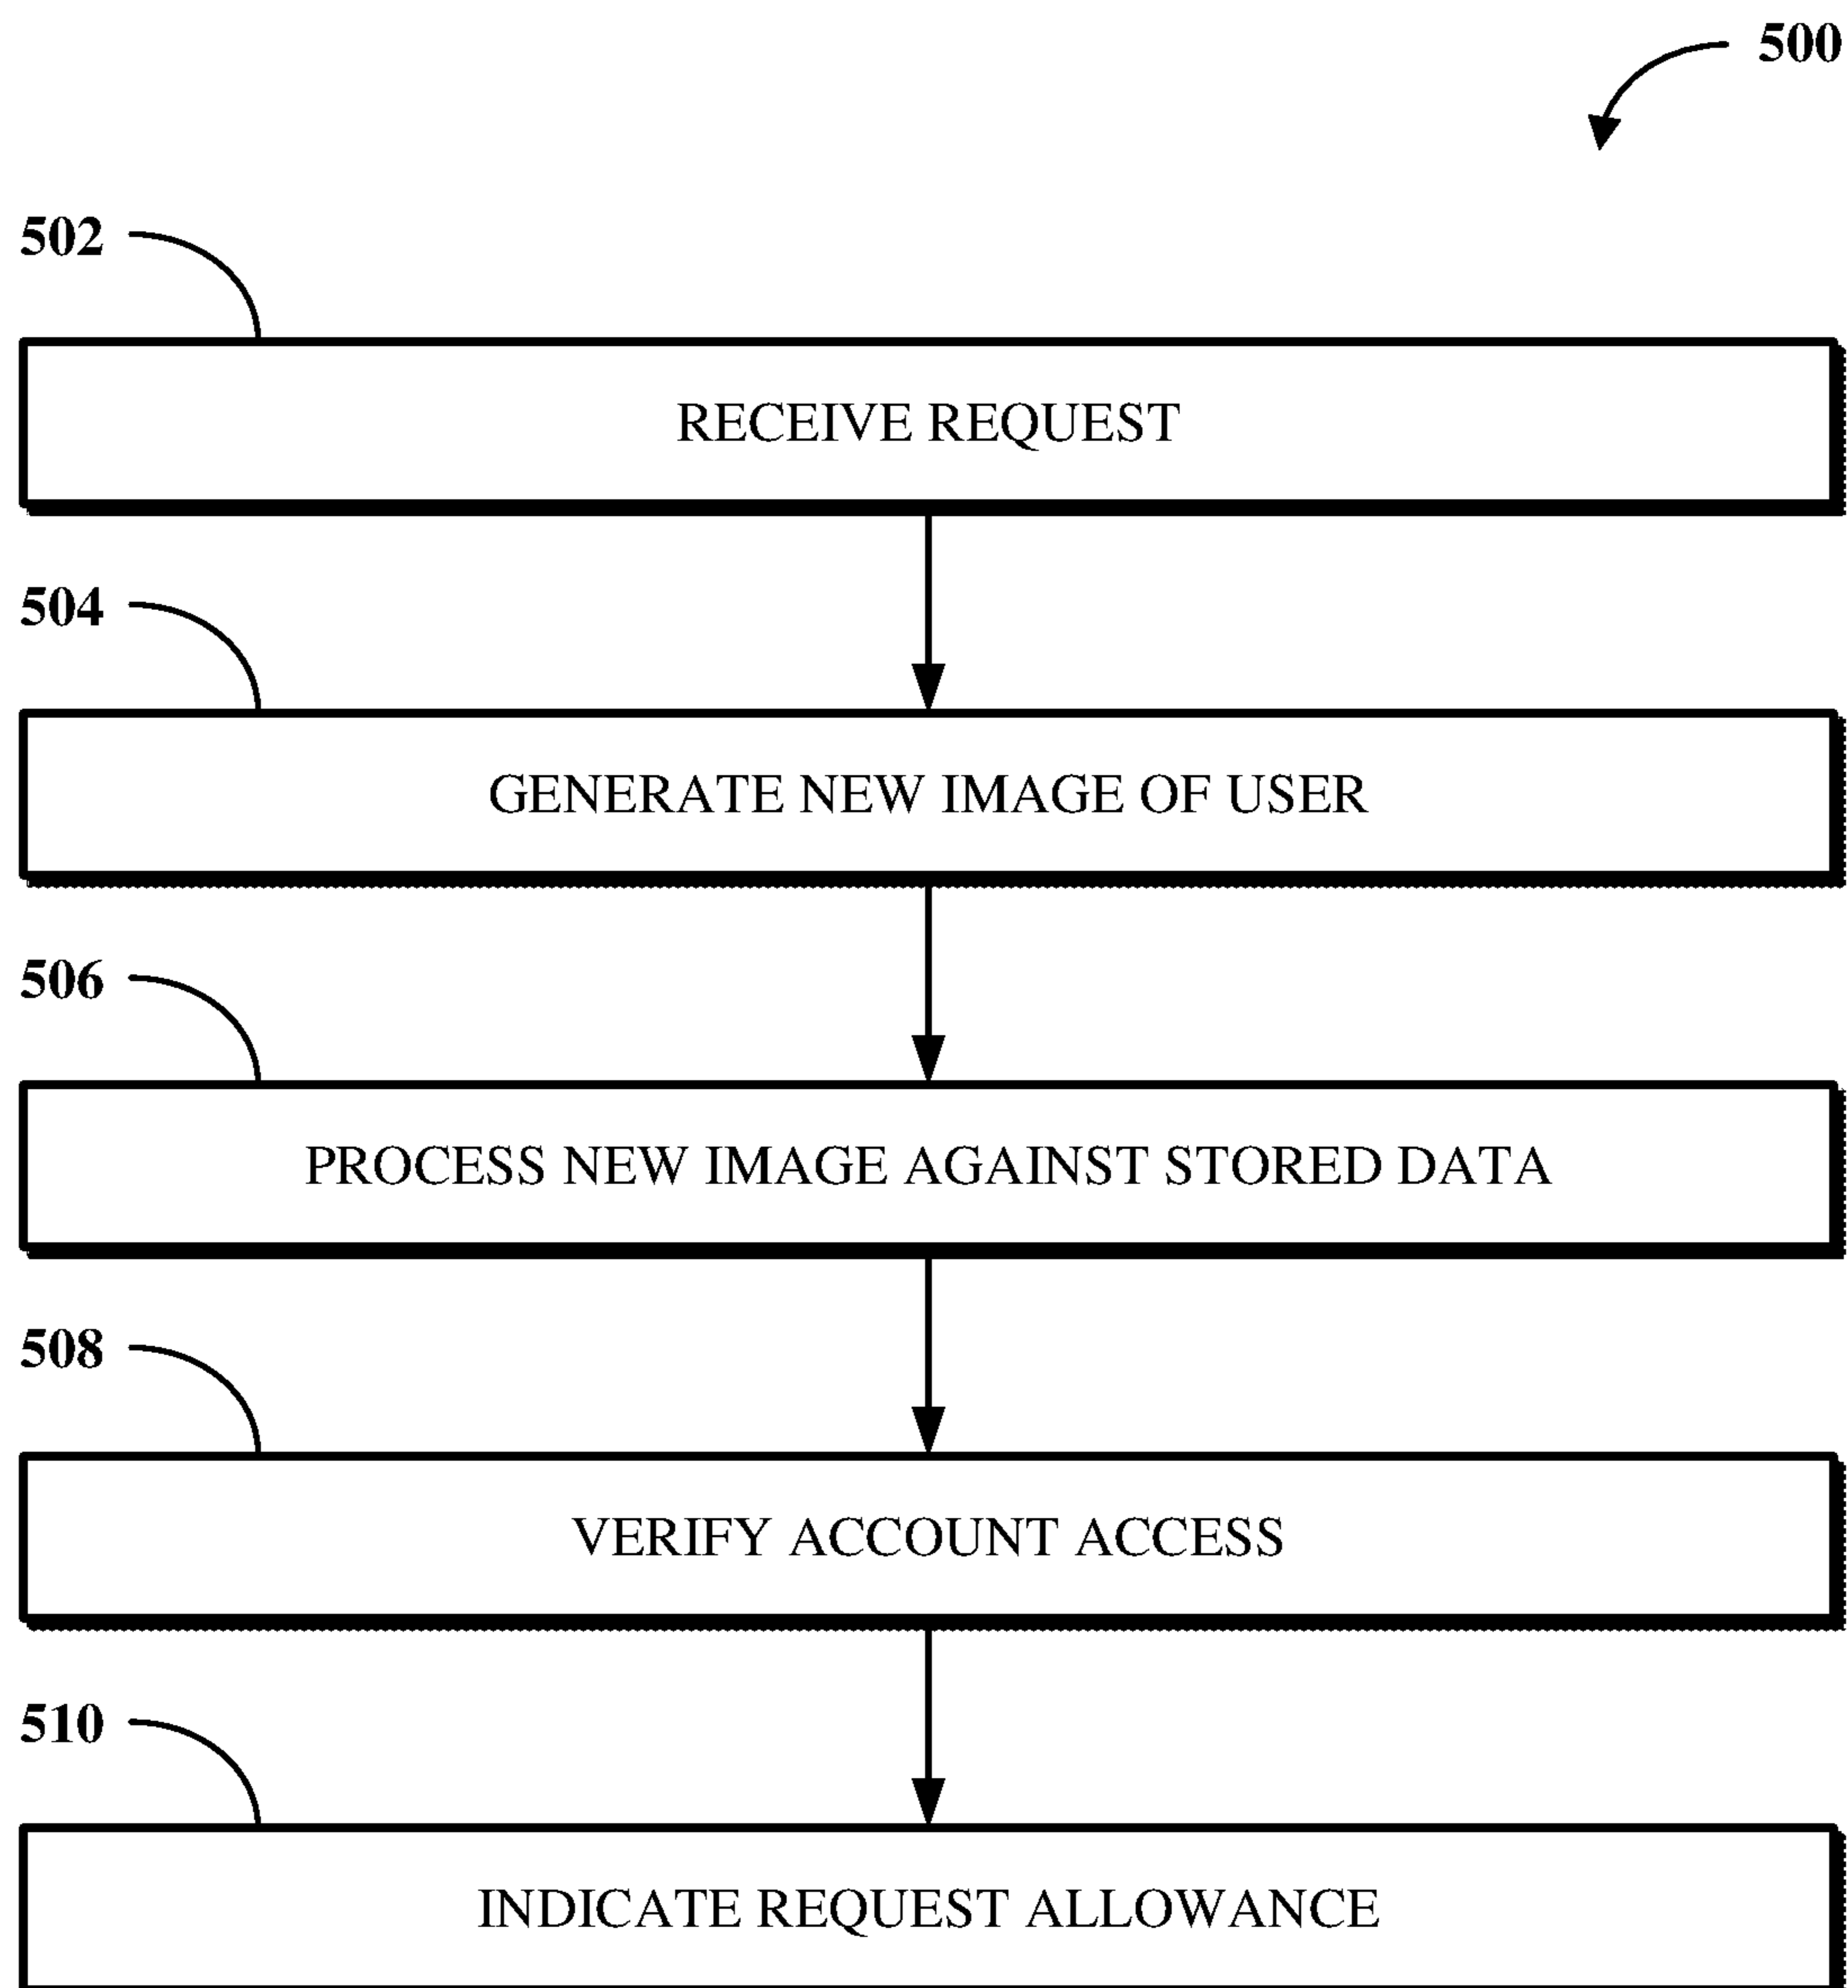 500
502
RECEIVE REQUEST
504
GENERATE NEW IMAGE OF USER
506
PROCESS NEW IMAGE AGAINST STORED DATA
508
VERIFY ACCOUNT ACCESS
510
INDICATE REQUEST ALLOWANCE